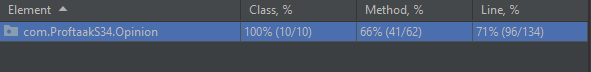 Element Class, % Method, % Line, %
com.ProftaakS34.Opinion 100% (10/10) 66% (41/62) 71% (96/134)